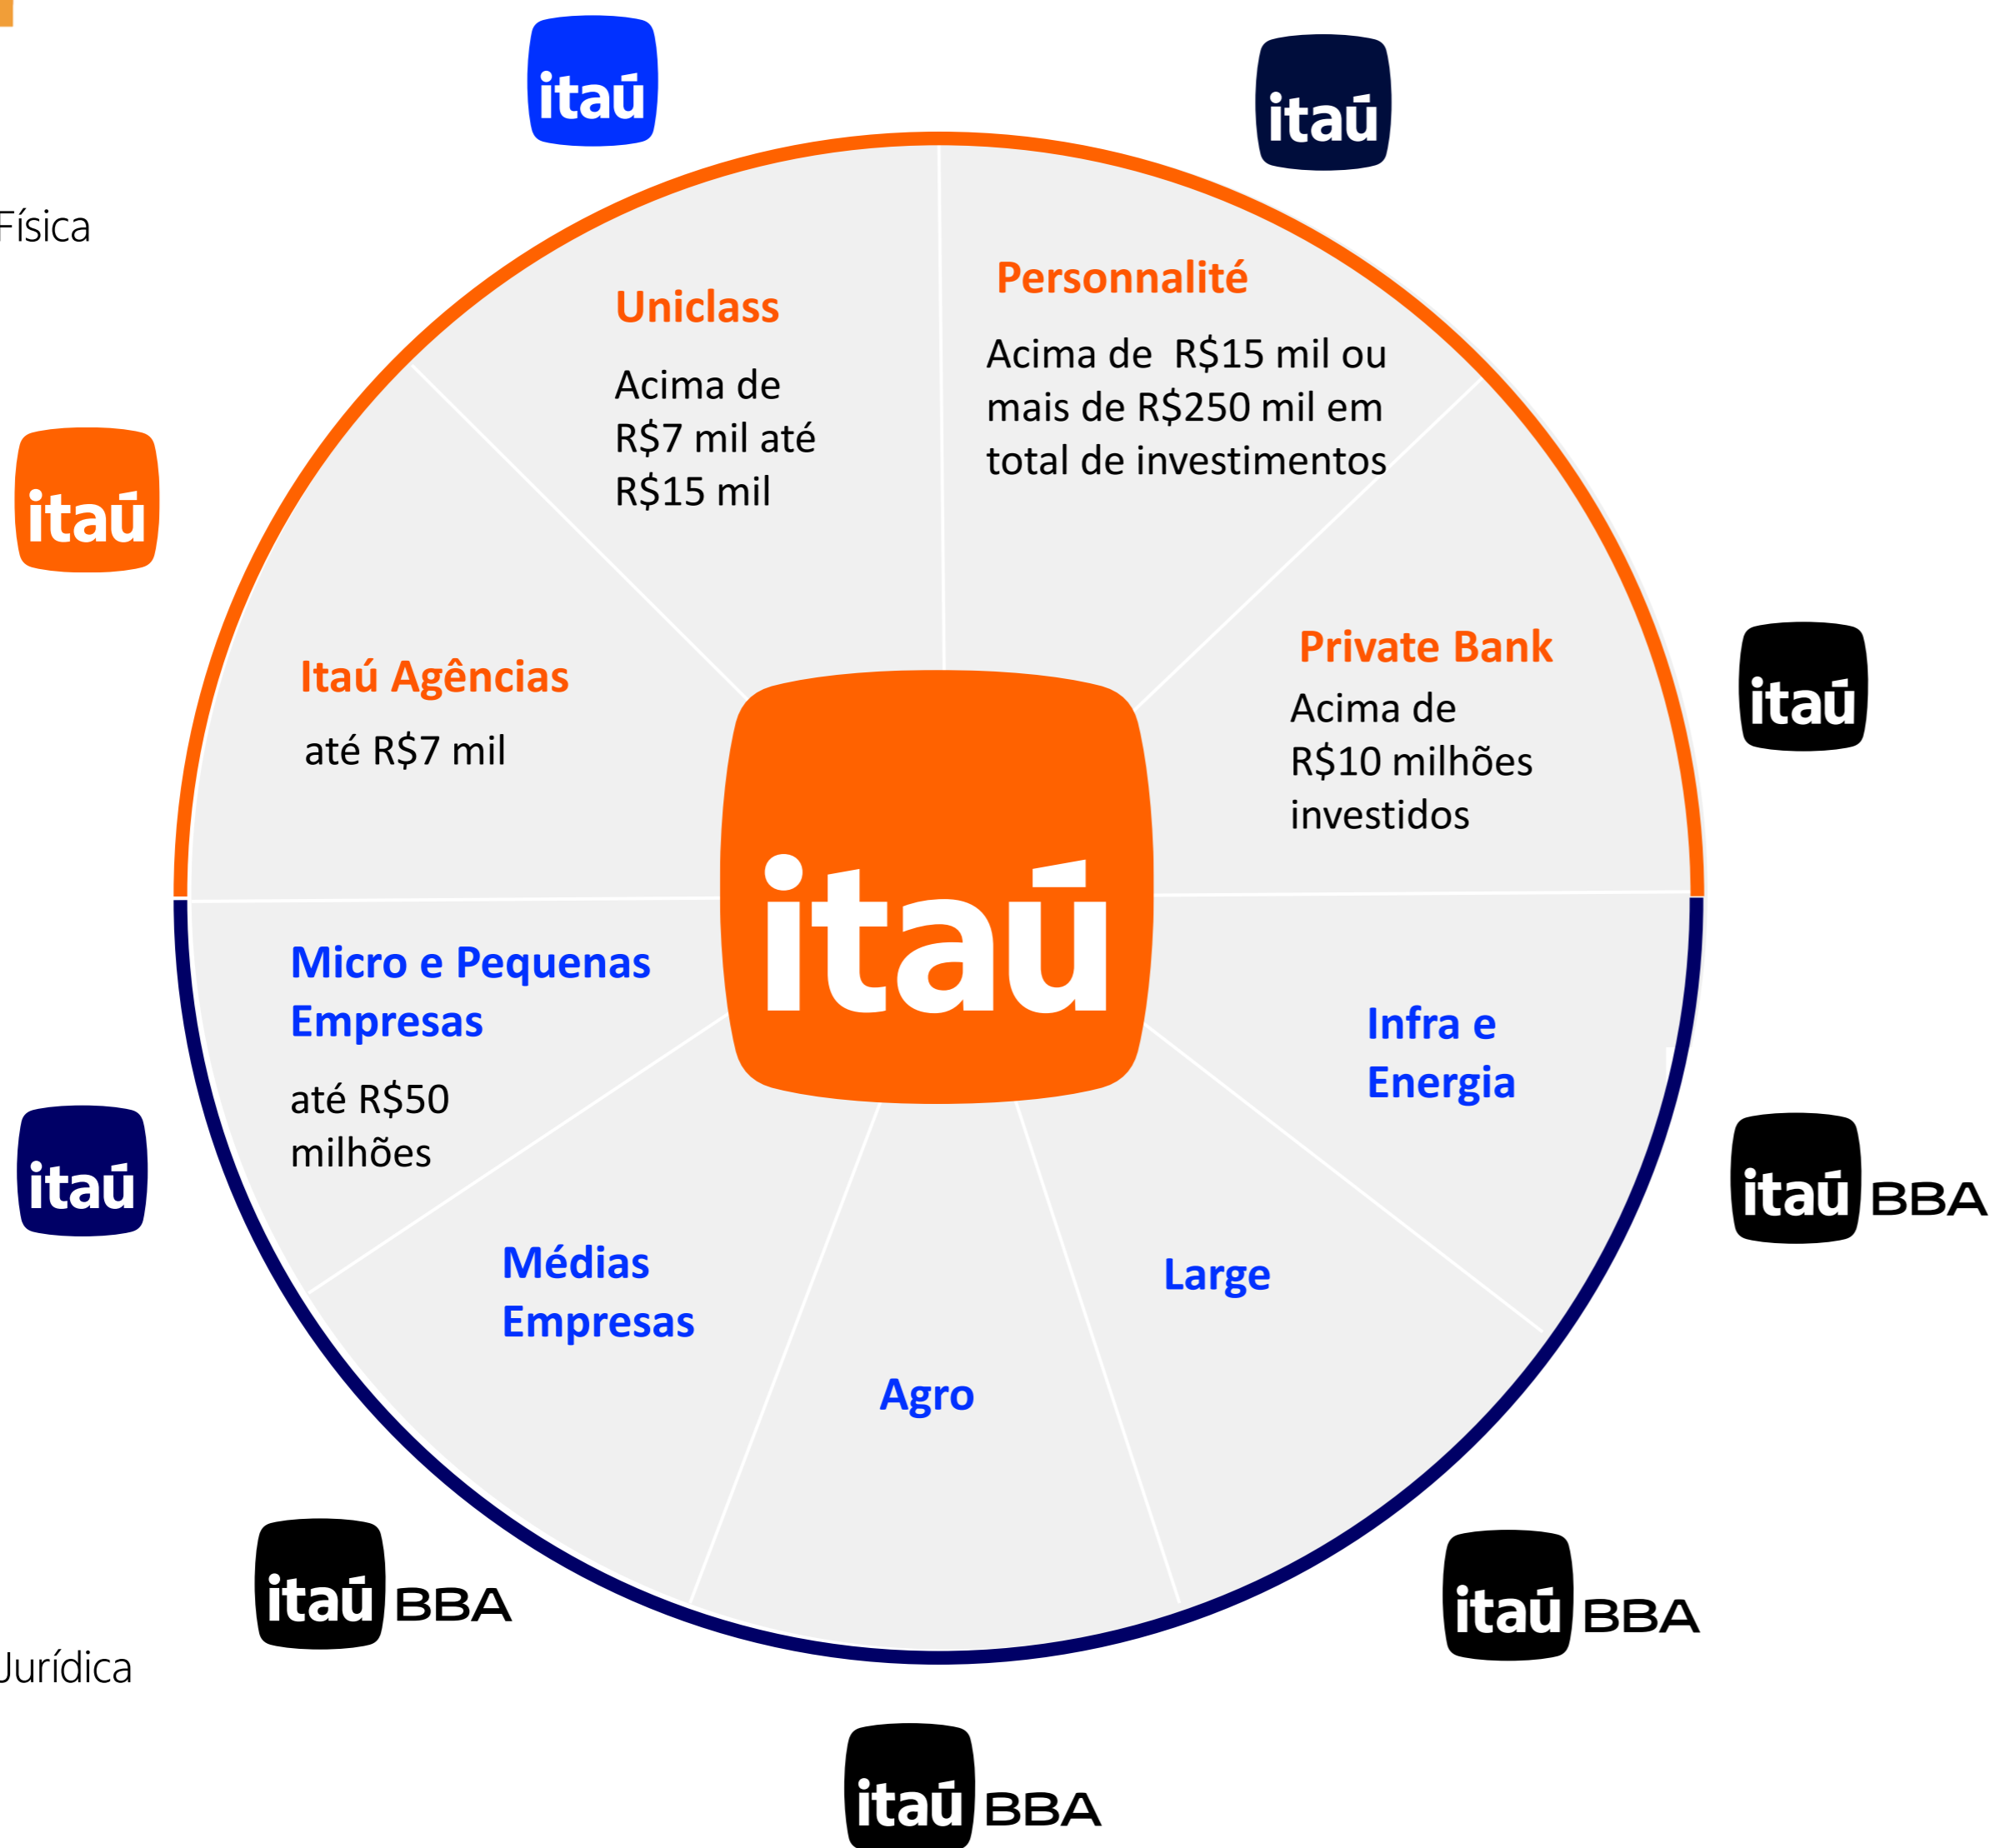 itaú
itaú
Física
Personnalité
Uniclass
Acima de R$15 mil ou
mais de R$250 mil em
total de investimentos
Acima de
R$7 mil até
R$15 mil
itaú
Itaú Agências
até R$7 mil
Private Bank
Acima de
R$10 milhões
investidos
itaú
itaú
Micro e Pequenas
Empresas
até R$50
milhões
Infra e
Energia
itaú
itaú BBA
Médias
Empresas
Large
Agro
itaú BBA
itaú BBA
Jurídica
itaú BBA